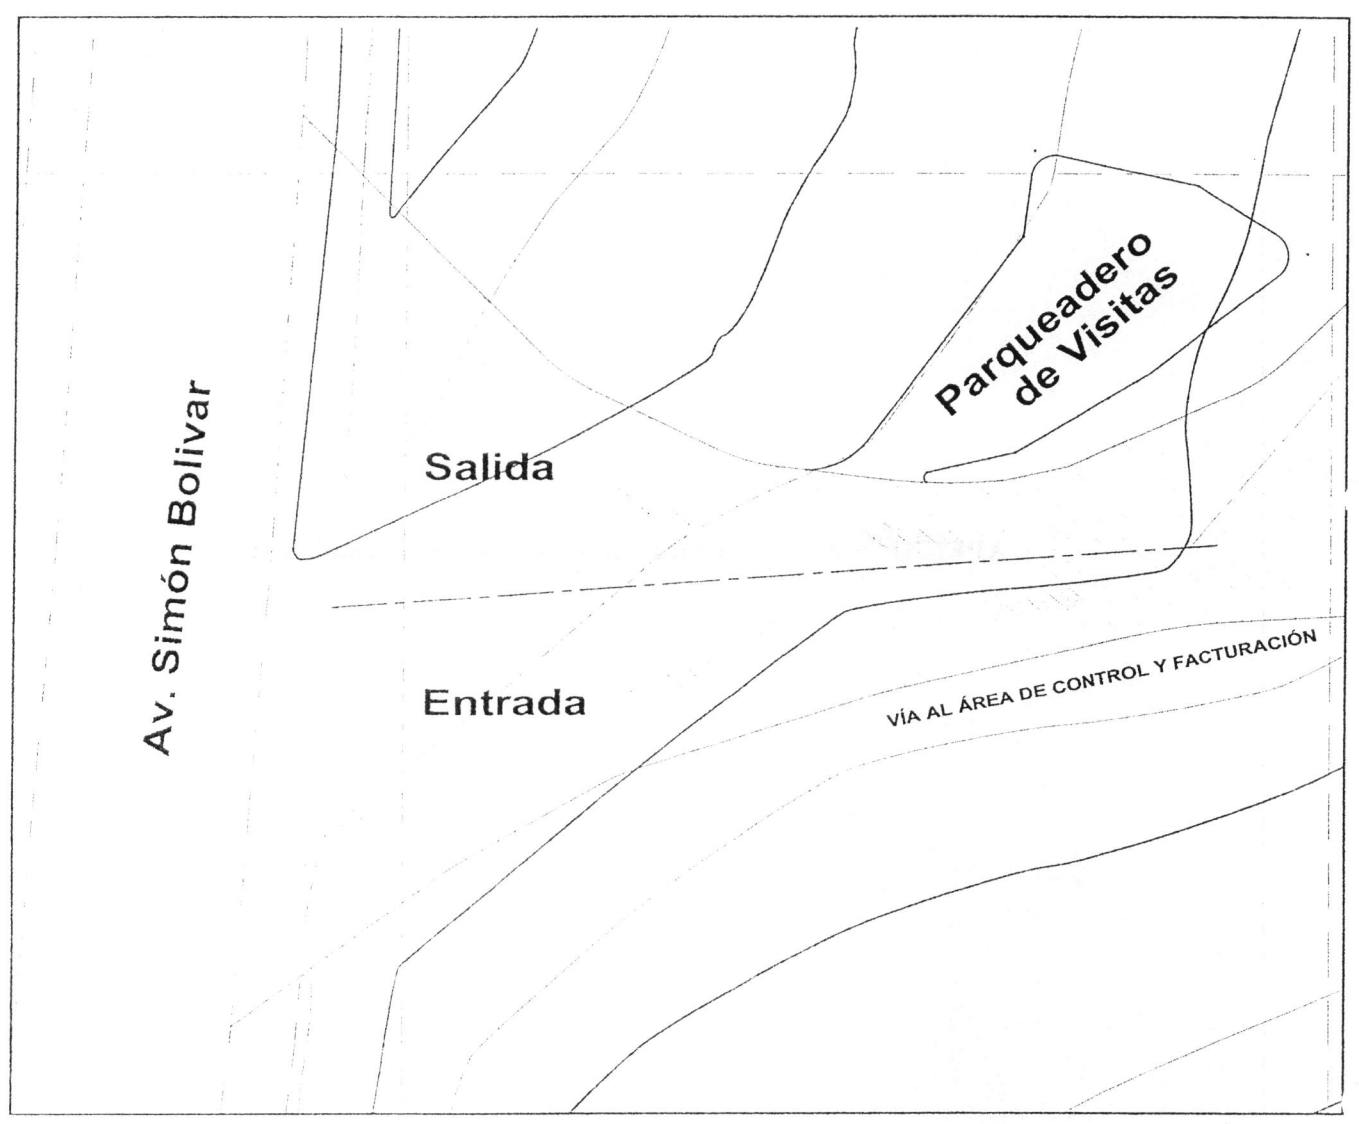 Parqueadero
de Visitas
Salida
Av. Simón Bolivar
Entrada
VÍA AL ÁREA DE CONTROL Y FACTURACIÓN